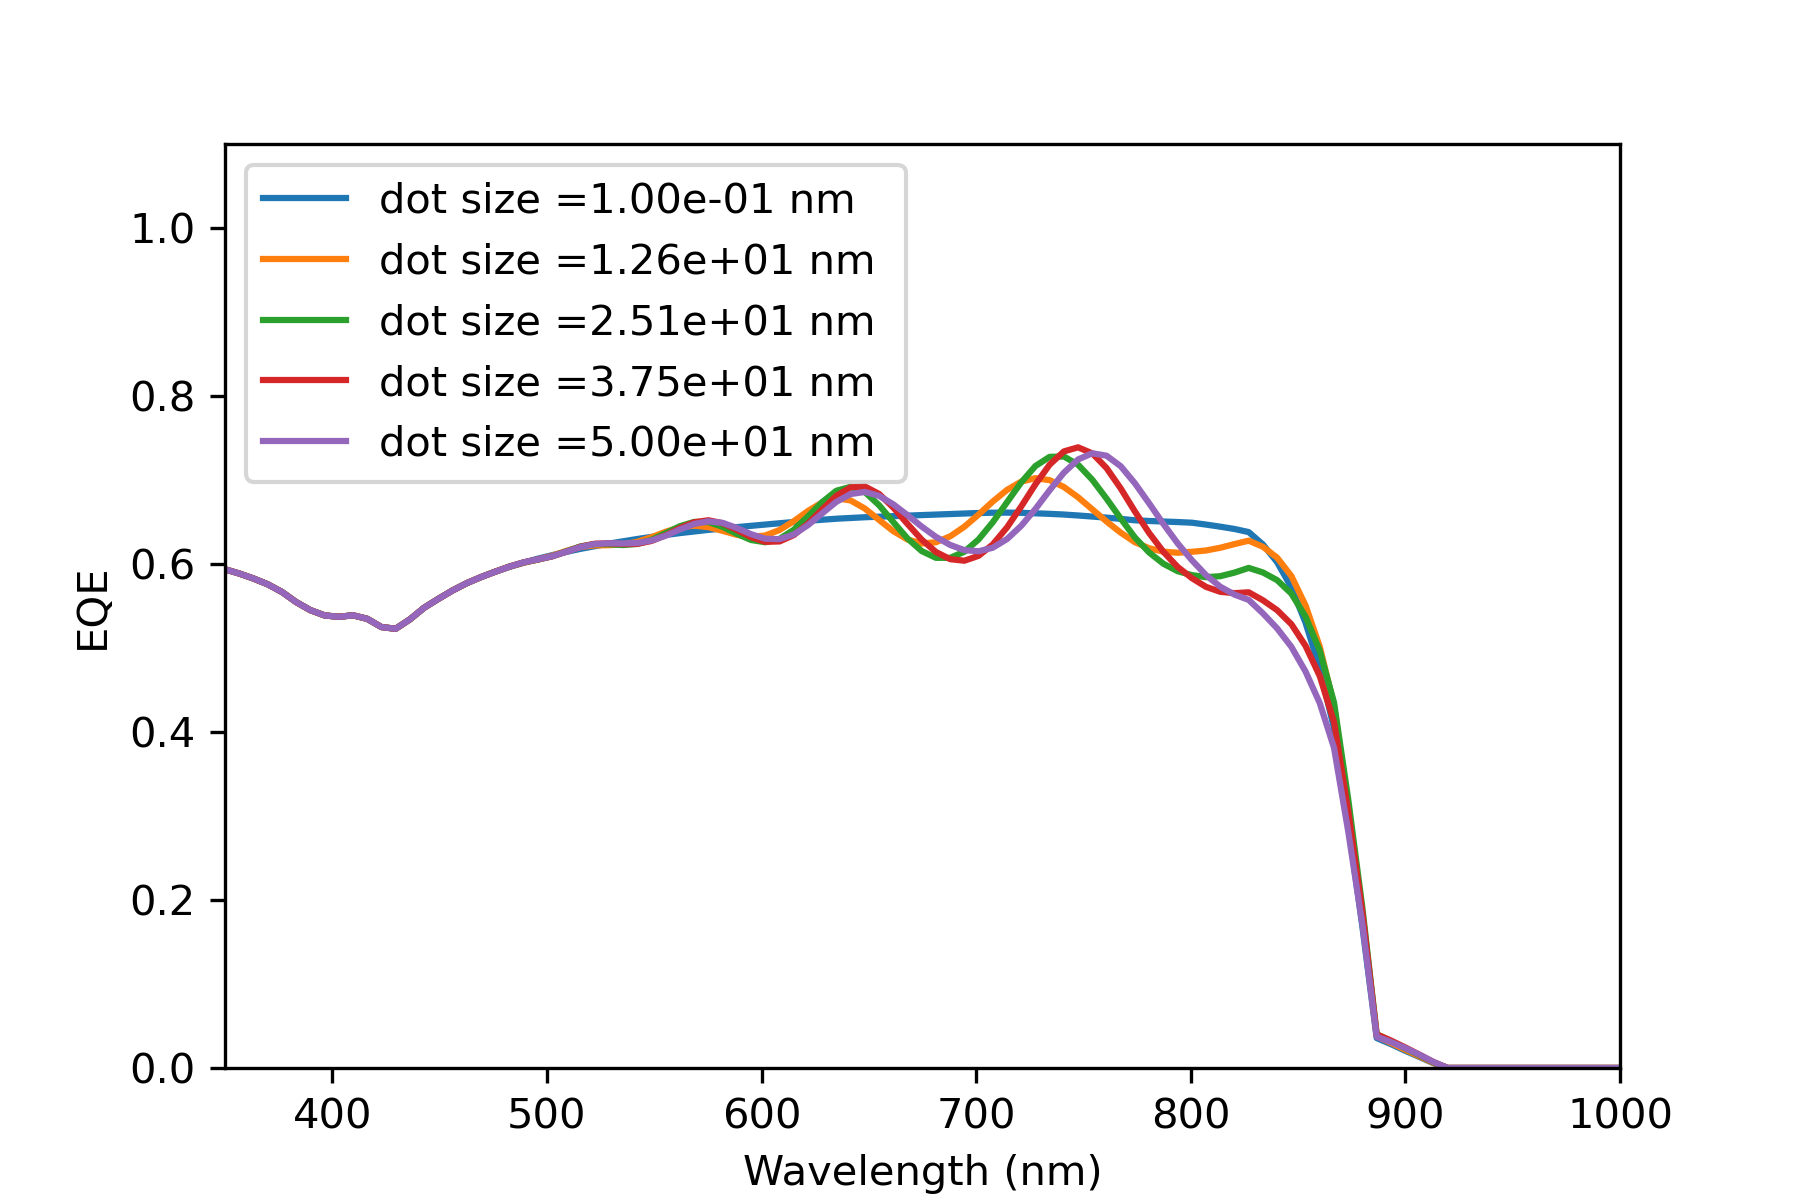 dot size =1.00e-01 nm
dot size =1.26e+01 nm
dot size =2.51e+01 nm
dot size =3.75e+01 nm
dot size =5.00e+01 nm
1.0
0.8
0.6
0.4
0.2
0.0
EQE
400 500 600 700 800 900 1000
Wavelength (nm)